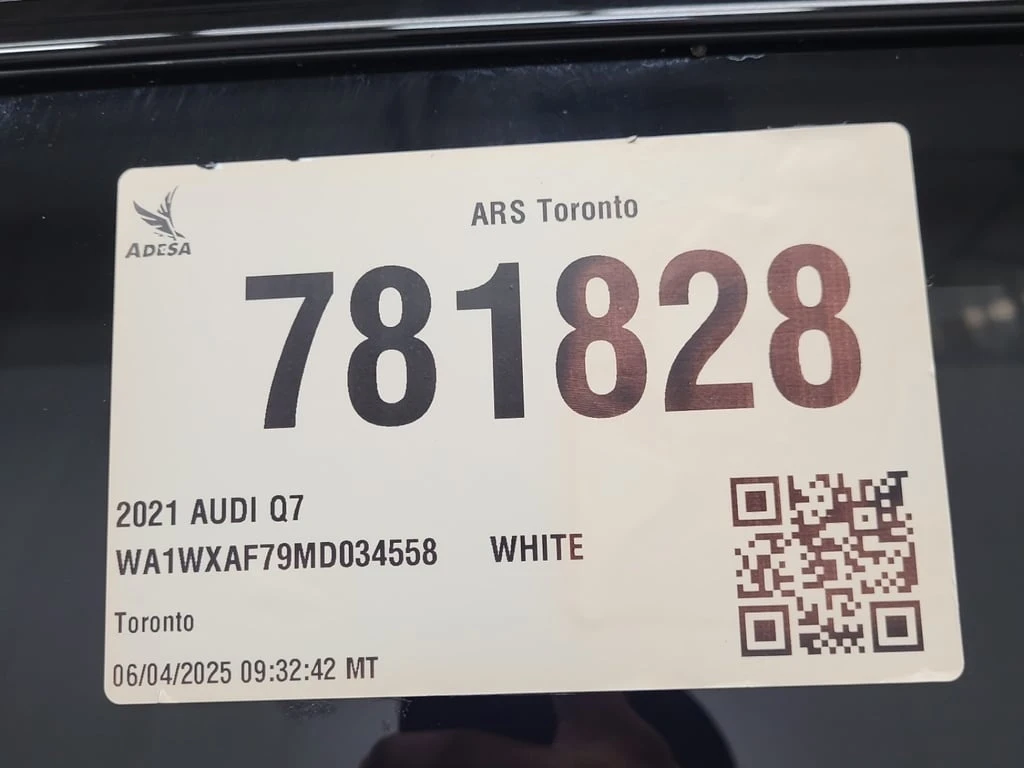 ADESA
ARS Toronto
781828
2021 AUDI Q7
WA1WXAF79MD034558 WHITE
Toronto
06/04/2025 09:32:42 MT